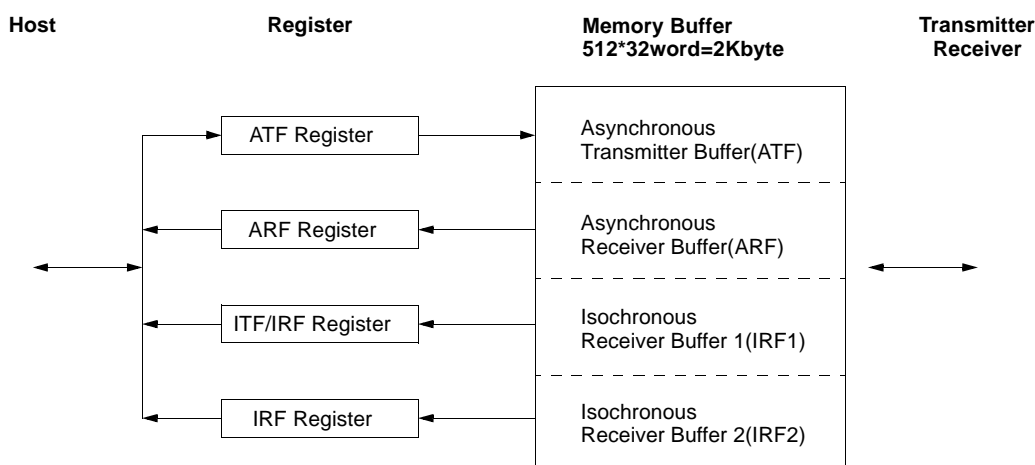 Host
Register
Memory Buffer
512*32word=2Kbyte
Transmitter
Receiver
ATF Register
Asynchronous
Transmitter Buffer(ATF)
ARF Register
Asynchronous
Receiver Buffer(ARF)
ITF/IRF Register
Isochronous
Receiver Buffer 1(IRF1)
IRF Register
Isochronous
Receiver Buffer 2(IRF2)